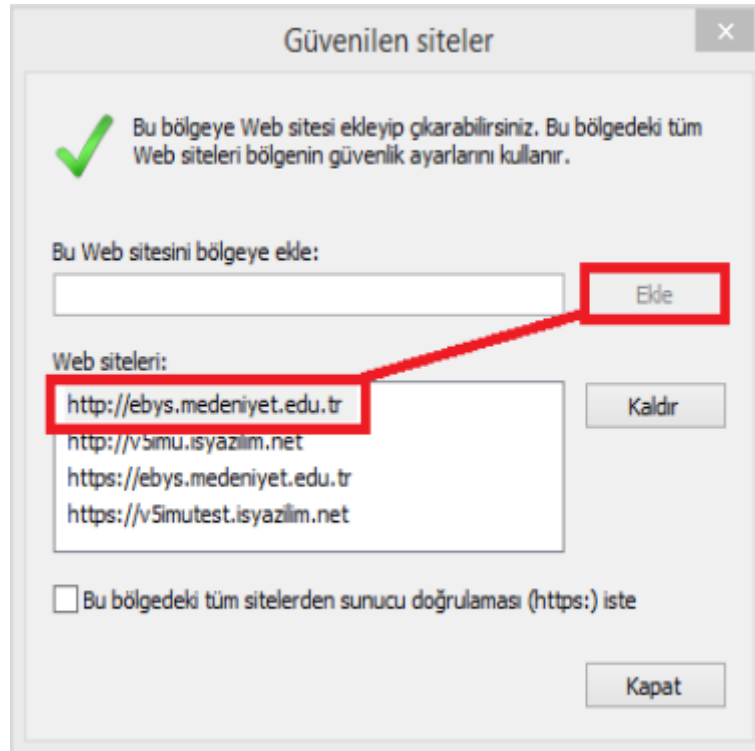 Güvenilen siteler
Bu bölgeye Web sitesi ekleyip çıkarabilirsiniz. Bu bölgedeki tüm
Web siteleri bölgenin güvenlik ayarlarını kullanır.
Bu Web sitesini bölgeye ekle:
Ekle
Web siteleri:
http://ebys.medeniyet.edu.tr
Kaldır
http://v5imu.isyazilim.net
https://ebys.medeniyet.edu.tr
https://v5imutest.isyazilim.net
Bu bölgedeki tüm sitelerden sunucu doğrulaması (https:) iste
Kapat